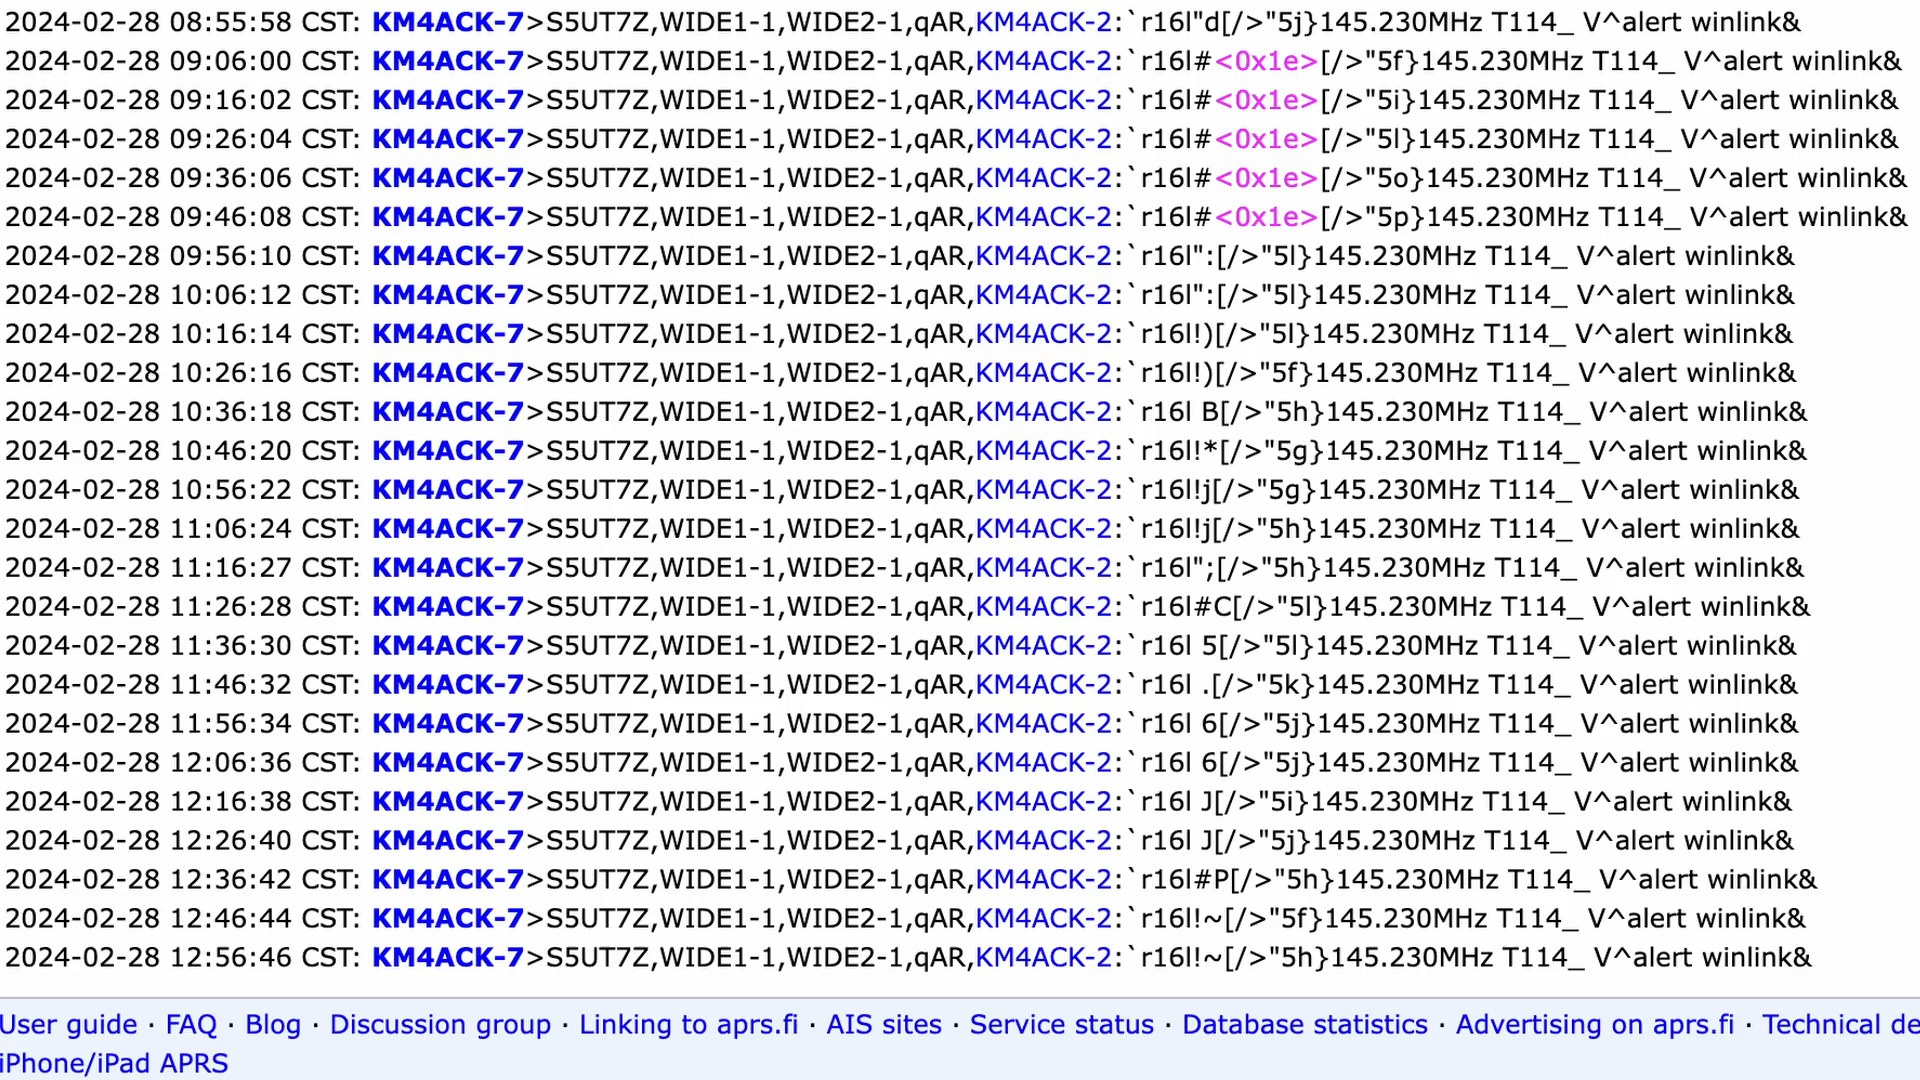 2024-02-28 08:55:58 CST: KM4ACK-7>S5UT7Z,WIDE1-1,WIDE2-1,qAR,KM4ACK-2:`r16l"d[/>"5j}145.230MHz T114_ V^alert winlink&
2024-02-28 09:06:00 CST: KM4ACK-7>S5UT7Z,WIDE1-1,WIDE2-1,qAR,KM4ACK-2:`r16l#<0x1e>[/>"5f}145.230MHz T114_ V^alert winlink&
2024-02-28 09:16:02 CST: KM4ACK-7>S5UT7Z,WIDE1-1,WIDE2-1,qAR,KM4ACK-2:`r16l#<0x1e>[/>"5i}145.230MHz T114_ V^alert winlink&
2024-02-28 09:26:04 CST: KM4ACK-7>S5UT7Z,WIDE1-1,WIDE2-1,qAR,KM4ACK-2:`r16l#<0x1e>[/>"5l}145.230MHz T114_ V^alert winlink&
2024-02-28 09:36:06 CST: KM4ACK-7>S5UT7Z,WIDE1-1,WIDE2-1,qAR,KM4ACK-2:`r16l#<0x1e>[/>"5o}145.230MHz T114_ V^alert winlink&
2024-02-28 09:46:08 CST: KM4ACK-7>S5UT7Z,WIDE1-1,WIDE2-1,qAR,KM4ACK-2:`r16l#<0x1e>[/>"5p}145.230MHz T114_ V^alert winlink&
2024-02-28 09:56:10 CST: KM4ACK-7>S5UT7Z,WIDE1-1,WIDE2-1,qAR,KM4ACK-2:`r16l":[/>"5l}145.230MHz T114_ V^alert winlink&
2024-02-28 10:06:12 CST: KM4ACK-7>S5UT7Z,WIDE1-1,WIDE2-1,qAR,KM4ACK-2:`r16l":[/>"5l}145.230MHz T114_ V^alert winlink&
2024-02-28 10:16:14 CST: KM4ACK-7>S5UT7Z,WIDE1-1,WIDE2-1,qAR,KM4ACK-2:`r16l!)[/>"5l}145.230MHz T114_ V^alert winlink&
2024-02-28 10:26:16 CST: KM4ACK-7>S5UT7Z,WIDE1-1,WIDE2-1,qAR,KM4ACK-2:`r16l!)[/>"5f}145.230MHz T114_ V^alert winlink&
2024-02-28 10:36:18 CST: KM4ACK-7>S5UT7Z,WIDE1-1,WIDE2-1,qAR,KM4ACK-2:`r16l B[/>"5h}145.230MHz T114_ V^alert winlink&
2024-02-28 10:46:20 CST: KM4ACK-7>S5UT7Z,WIDE1-1,WIDE2-1,qAR,KM4ACK-2:`r16l!*[/>"5g}145.230MHz T114_ V^alert winlink&
2024-02-28 10:56:22 CST: KM4ACK-7>S5UT7Z,WIDE1-1,WIDE2-1,qAR,KM4ACK-2:`r16l!j[/>"5g}145.230MHz T114_ V^alert winlink&
2024-02-28 11:06:24 CST: KM4ACK-7>S5UT7Z,WIDE1-1,WIDE2-1,qAR,KM4ACK-2:`r16l!j[/>"5h}145.230MHz T114_ V^alert winlink&
2024-02-28 11:16:27 CST: KM4ACK-7>S5UT7Z,WIDE1-1,WIDE2-1,qAR,KM4ACK-2:`r16l";[/>"5h}145.230MHz T114_ V^alert winlink&
2024-02-28 11:26:28 CST: KM4ACK-7>S5UT7Z,WIDE1-1,WIDE2-1,qAR,KM4ACK-2:`r16l#C[/>"5l}145.230MHz T114_ V^alert winlink&
2024-02-28 11:36:30 CST: KM4ACK-7>S5UT7Z,WIDE1-1,WIDE2-1,qAR,KM4ACK-2:`r16l 5[/>"5l}145.230MHz T114_ V^alert winlink&
2024-02-28 11:46:32 CST: KM4ACK-7>S5UT7Z,WIDE1-1,WIDE2-1,qAR,KM4ACK-2:`r16l .[/>"5k}145.230MHz T114_ V^alert winlink&
2024-02-28 11:56:34 CST: KM4ACK-7>S5UT7Z,WIDE1-1,WIDE2-1,qAR,KM4ACK-2:`r16l 6[/>"5j}145.230MHz T114_ V^alert winlink&
2024-02-28 12:06:36 CST: KM4ACK-7>S5UT7Z,WIDE1-1,WIDE2-1,qAR,KM4ACK-2:`r16l 6[/>"5j}145.230MHz T114_ V^alert winlink&
2024-02-28 12:16:38 CST: KM4ACK-7>S5UT7Z,WIDE1-1,WIDE2-1,qAR,KM4ACK-2:`r16l J[/>"5i}145.230MHz T114_ V^alert winlink&
2024-02-28 12:26:40 CST: KM4ACK-7>S5UT7Z,WIDE1-1,WIDE2-1,qAR,KM4ACK-2:`r16l J[/>"5j}145.230MHz T114_ V^alert winlink&
2024-02-28 12:36:42 CST: KM4ACK-7>S5UT7Z,WIDE1-1,WIDE2-1,qAR,KM4ACK-2:`r16l#P[/>"5h}145.230MHz T114_ V^alert winlink&
2024-02-28 12:46:44 CST: KM4ACK-7>S5UT7Z,WIDE1-1,WIDE2-1,qAR,KM4ACK-2:`r16l!~[/>"5f}145.230MHz T114_ V^alert winlink&
2024-02-28 12:56:46 CST: KM4ACK-7>S5UT7Z,WIDE1-1,WIDE2-1,qAR,KM4ACK-2:`r16l!~[/>"5h}145.230MHz T114_ V^alert winlink&
User guide · FAQ · Blog · Discussion group · Linking to aprs.fi · AIS sites · Service status · Database statistics · Advertising on aprs.fi · Technical de
iPhone/iPad APRS